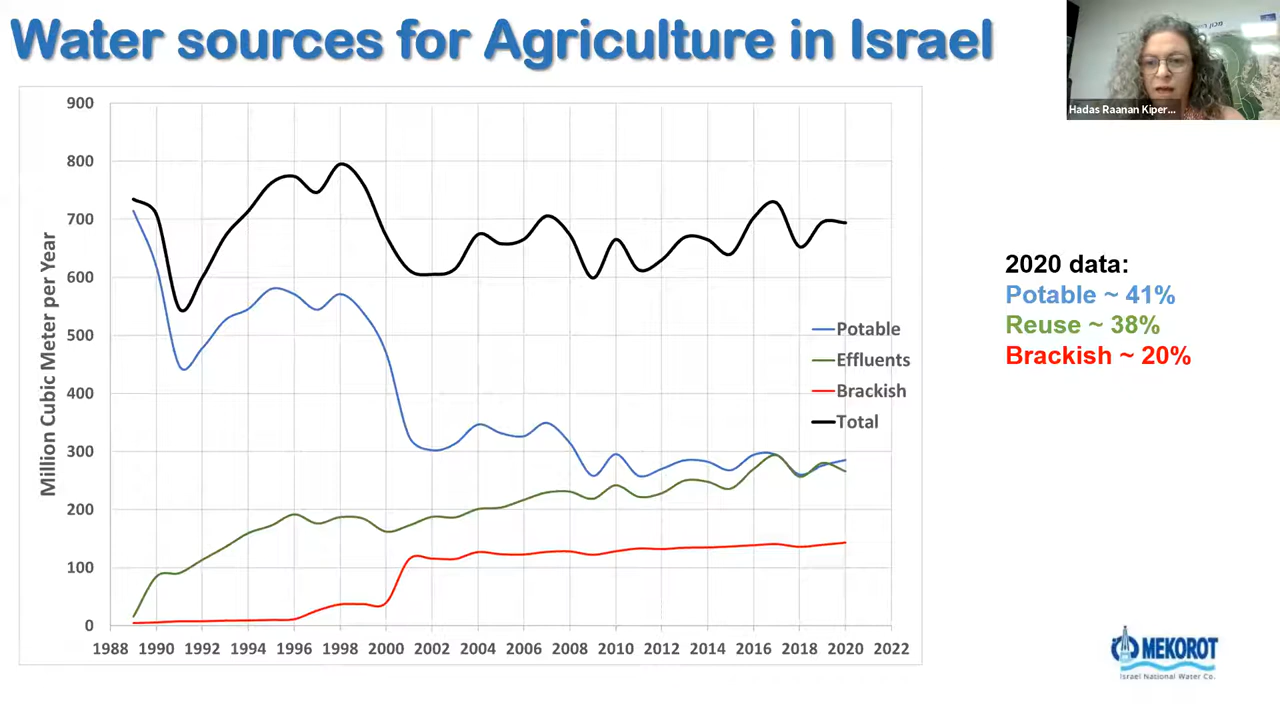 Water sources for Agriculture in Israel
Hadas Raanan Kiper...
900
800
700
600
500
400
300
200
100
0
Million Cubic Meter per Year
1988 1990 1992 1994 1996 1998 2000 2002 2004 2006 2008 2010 2012 2014 2016 2018 2020 2022
Potable
Effluents
Brackish
Total
2020 data:
Potable ~ 41%
Reuse ~ 38%
Brackish ~ 20%
MEKOROT
Israel National Water Co.